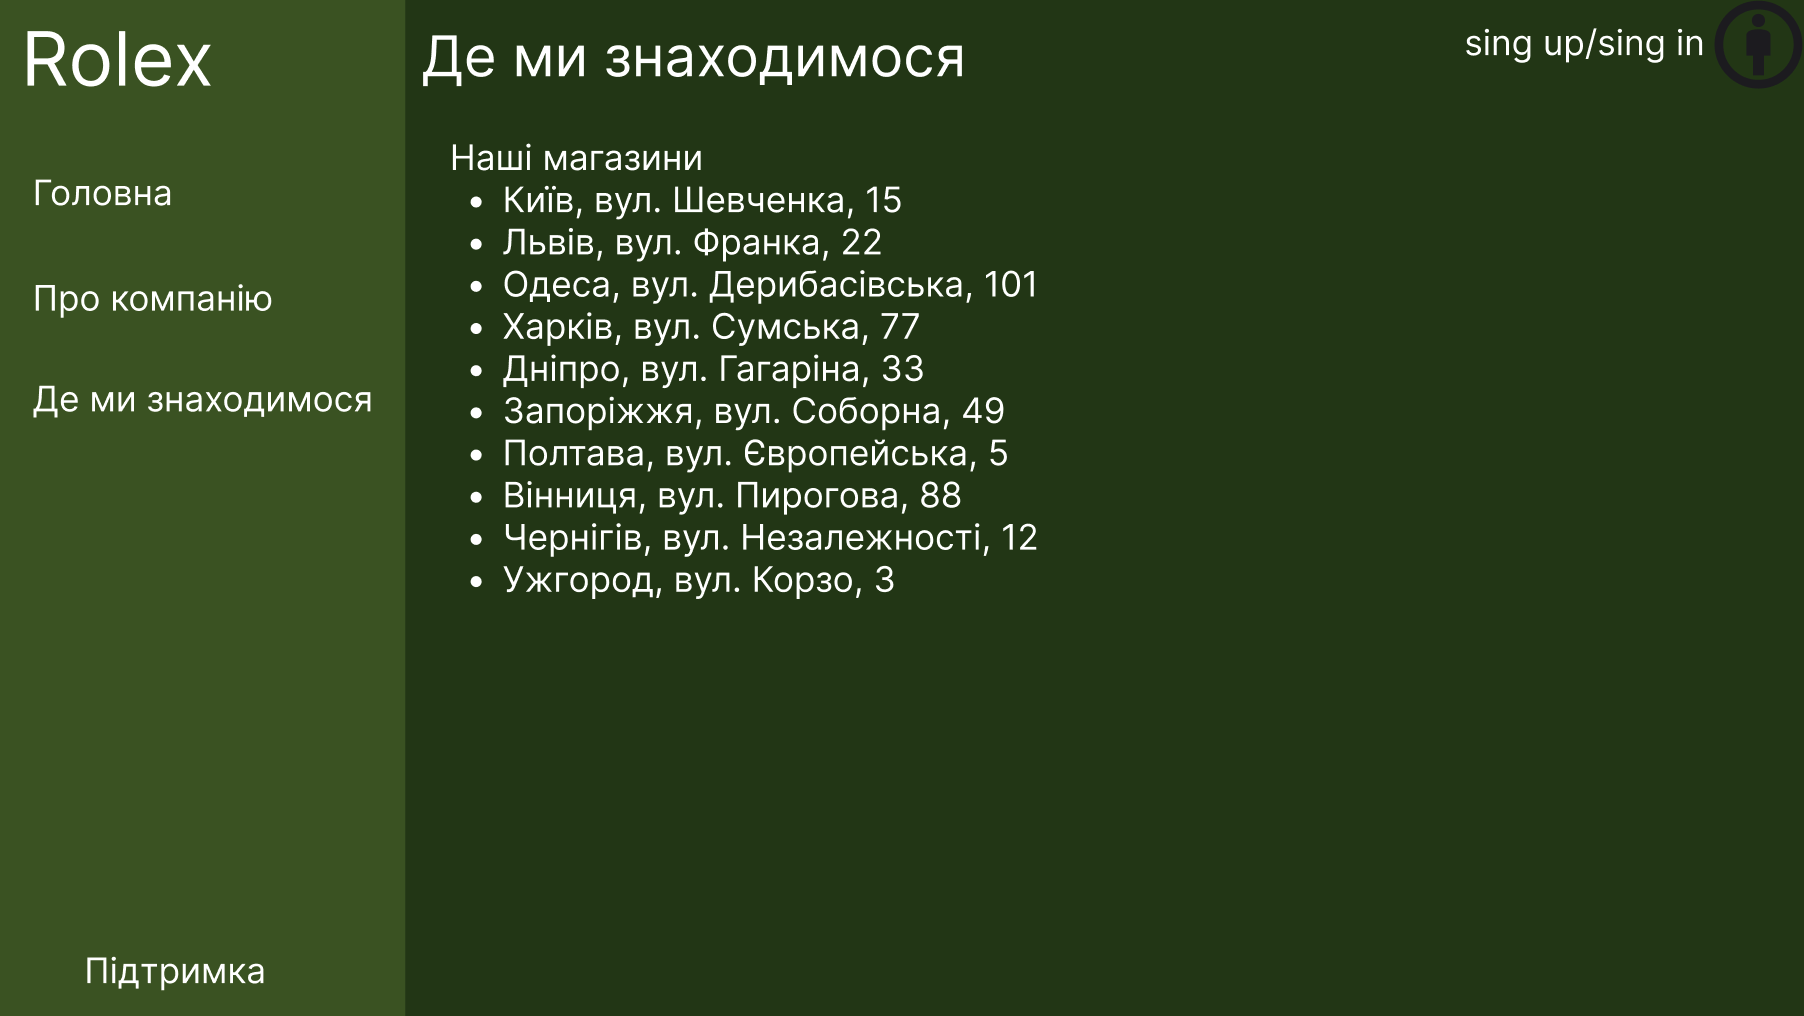 Rolex
Головна
Про компанію
Де ми знаходимося
Підтримка
Де ми знаходимося
sing up/sing in
Наші магазини
• Київ, вул. Шевченка, 15
• Львів, вул. Франка, 22
• Одеса, вул. Дерибасівська, 101
• Харків, вул. Сумська, 77
• Дніпро, вул. Гагаріна, 33
• Запоріжжя, вул. Соборна, 49
• Полтава, вул. Європейська, 5
• Вінниця, вул. Пирогова, 88
• Чернігів, вул. Незалежності, 12
• Ужгород, вул. Корзо, 3